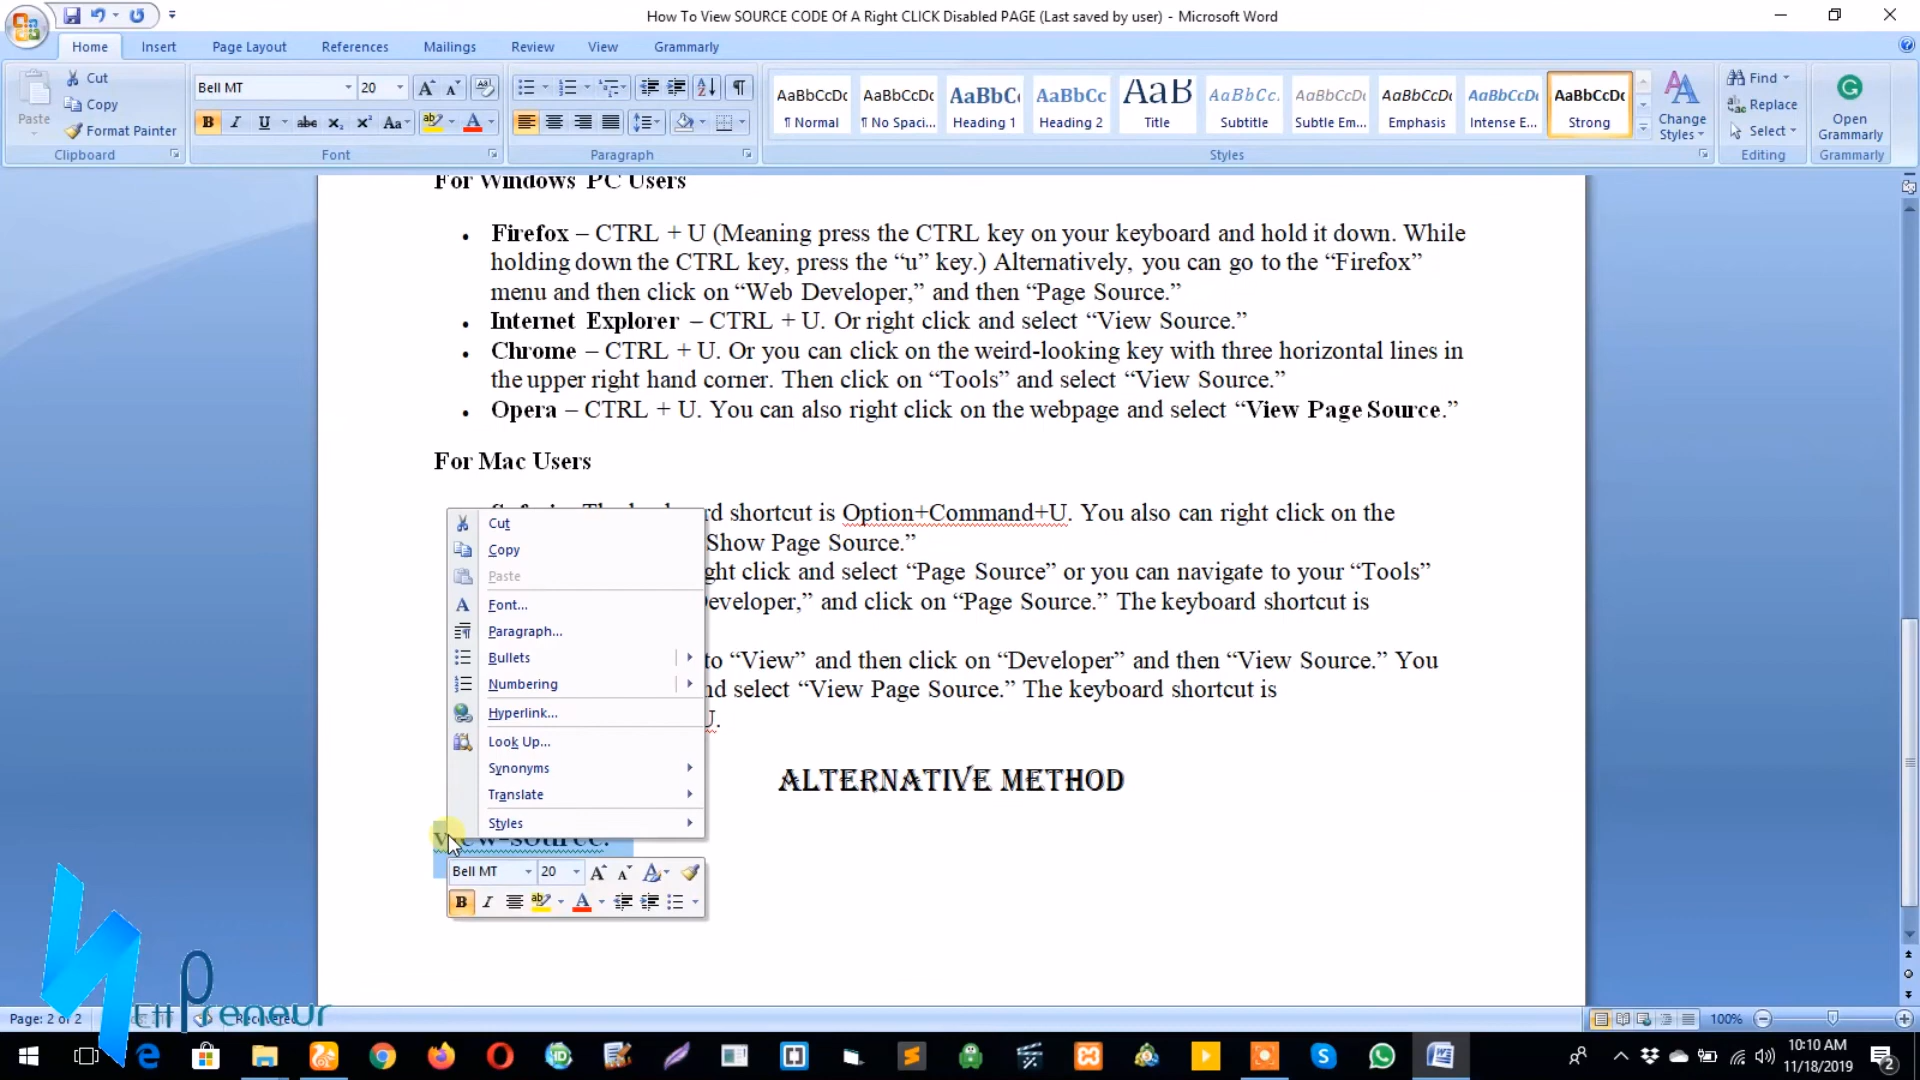 How To View SOURCE CODE Of A Right CLICK Disabled PAGE (Last saved by user) - Microsoft Word
Home Insert Page Layout References Mailings Review View Grammarly
Cut
Copy
Format Painter
Paste
Clipboard
Bell MT 20
Font
Paragraph
AaBbCcDc AaBbCcDc AaBbC AaBbCc AaB AaBbCc. AaBbCcDc AaBbCcDc AaBbCcDc AaBbCcDc
¶ Normal ¶ No Spaci... Heading 1 Heading 2 Title Subtitle Subtle Em... Emphasis Intense E... Strong
Styles
Change Styles
Find
Replace
Select
Editing
Open Grammarly
Grammarly
For Windows PC Users
• Firefox – CTRL + U (Meaning press the CTRL key on your keyboard and hold it down. While
holding down the CTRL key, press the “u” key.) Alternatively, you can go to the “Firefox”
menu and then click on “Web Developer,” and then “Page Source.”
• Internet Explorer – CTRL + U. Or right click and select “View Source.”
• Chrome – CTRL + U. Or you can click on the weird-looking key with three horizontal lines in
the upper right hand corner. Then click on “Tools” and select “View Source.”
• Opera – CTRL + U. You can also right click on the webpage and select “View Page Source.”
For Mac Users
shortcut is Option+Command+U. You also can right click on the
Show Page Source.”
click and select “Page Source” or you can navigate to your “Tools”
and click on “Page Source.” The keyboard shortcut is
to “View” and then click on “Developer” and then “View Source.” You
select “View Page Source.” The keyboard shortcut is
U.
ALTERNATIVE METHOD
view-source:
Cut
Copy
Paste
Font...
Paragraph...
Bullets
Numbering
Hyperlink...
Look Up...
Synonyms
Translate
Styles
Bell MT 20
Page: 2 of 2
Recovered
100%
10:10 AM
11/18/2019
2